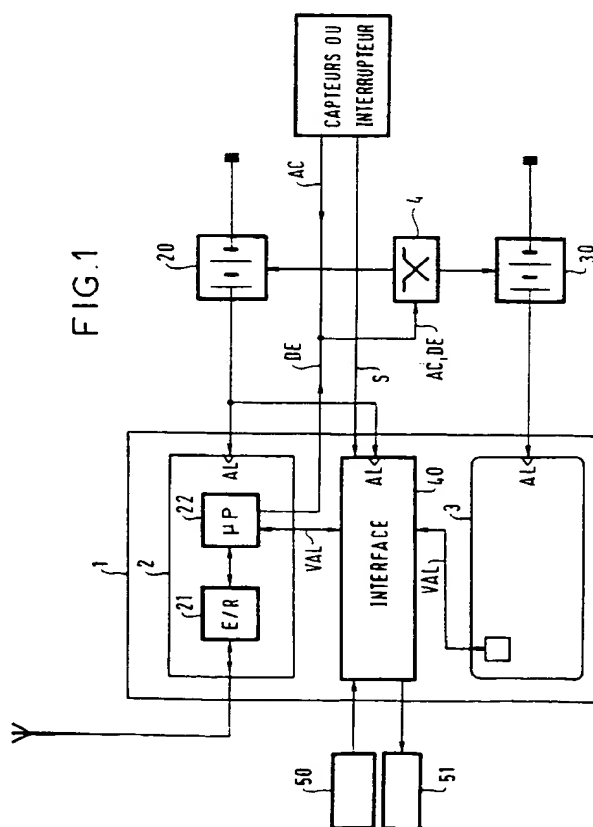 FIG.1
1
2
21
E/R
22
µP
AL
VAL
DE
20
AC
CAPTEURS OU
INTERRUPTEUR
S
AC,DE
4
AL
40
INTERFACE
50
51
VAL
3
AL
30